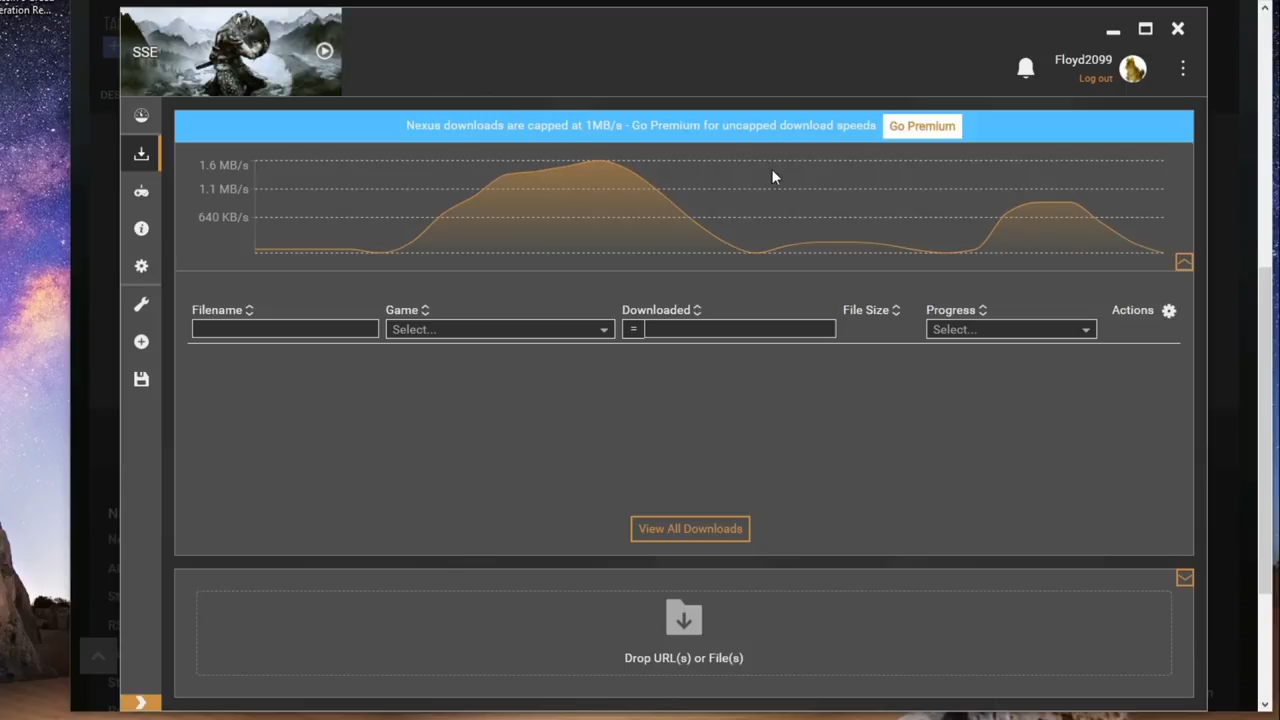 eration Re...
SSE
Floyd2099
Log out
Nexus downloads are capped at 1MB/s - Go Premium for uncapped download speeds
Go Premium
1.6 MB/s
1.1 MB/s
640 KB/s
Filename
Game
Downloaded
File Size
Progress
Actions
Select...
=
Select...
View All Downloads
Drop URL(s) or File(s)